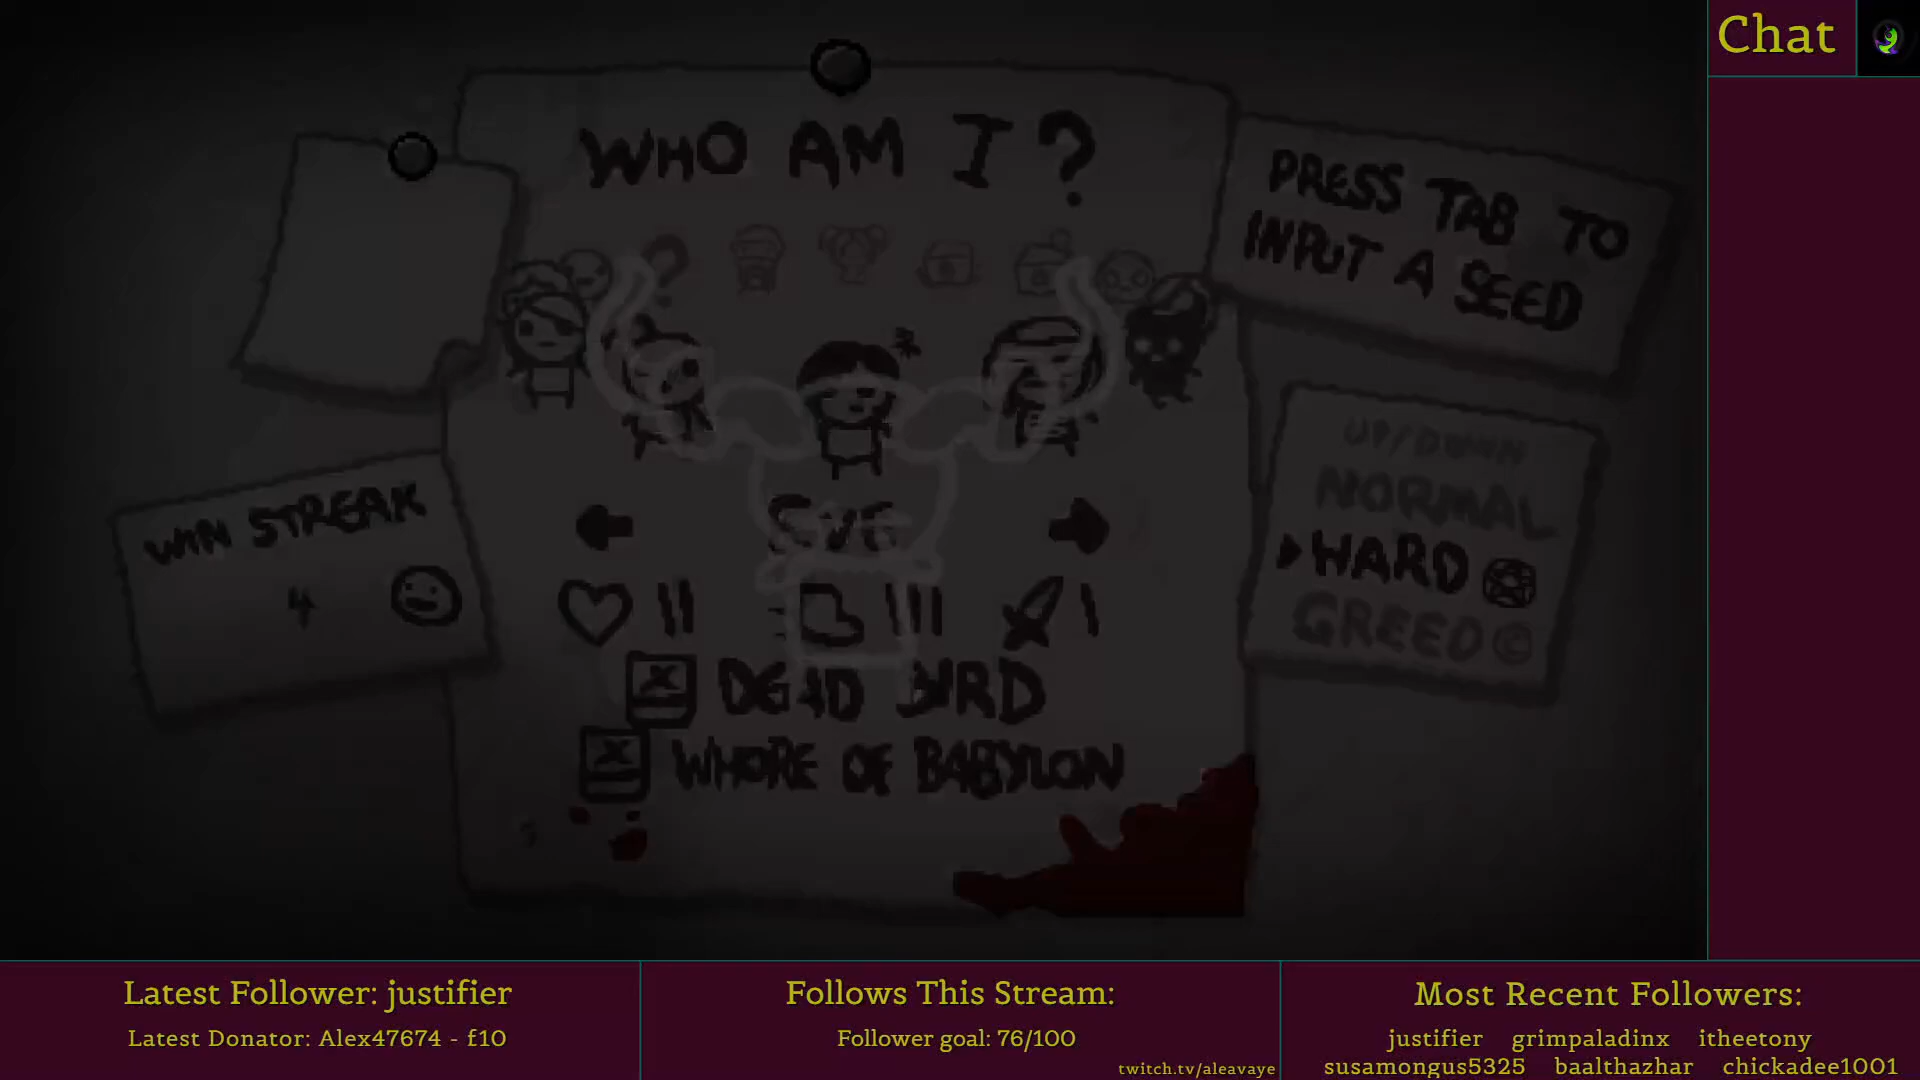 Chat
WHO AM I?
PRESS TAB TO
INPUT A SEED
WIN STREAK
4
EVE
UP/DOWN
NORMAL
HARD
GREED
DEAD BIRD
WHORE OF BABYLON
Latest Follower: justifier
Latest Donator: Alex47674 - £10
Follows This Stream:
Follower goal: 76/100
twitch.tv/aleavaye
Most Recent Followers:
justifier grimpaladinx itheetony
susamongus5325 baalthazhar chickadee1001